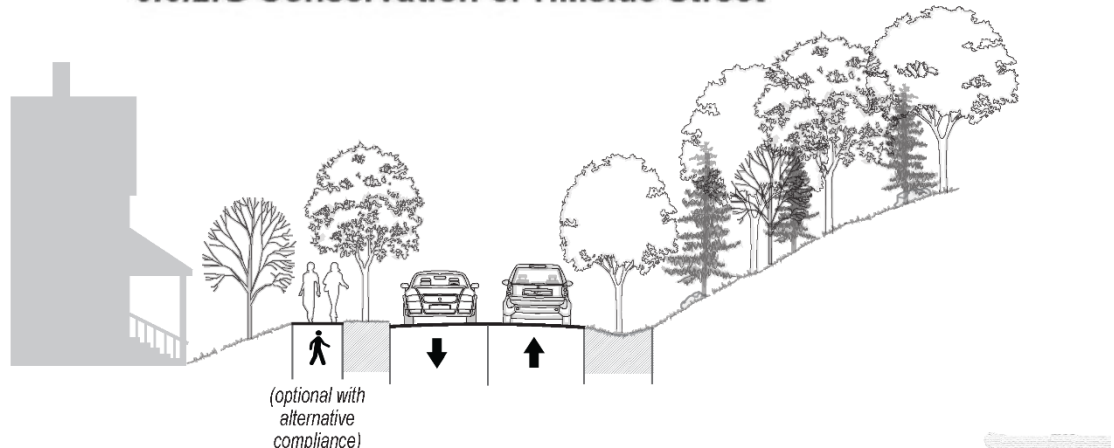 Conservation of Hillside Street
(optional with
alternative
compliance)